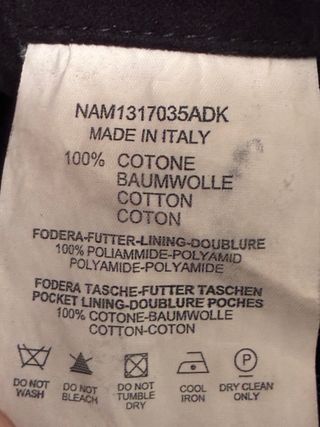 NAM1317035ADK
MADE IN ITALY
100% COTONE
BAUMWOLLE
COTTON
COTON
FODERA-FUTTER-LINING-DOUBLURE
100% POLIAMMIDE-POLYAMID
POLYAMIDE-POLYAMIDE
FODERA TASCHE-FUTTER TASCHEN
POCKET LINING-DOUBLURE POCHES
100% COTONE-BAUMWOLLE
COTTON-COTON
P
DO NOT WASH
DO NOT BLEACH
DO NOT TUMBLE DRY
COOL IRON
DRY CLEAN ONLY